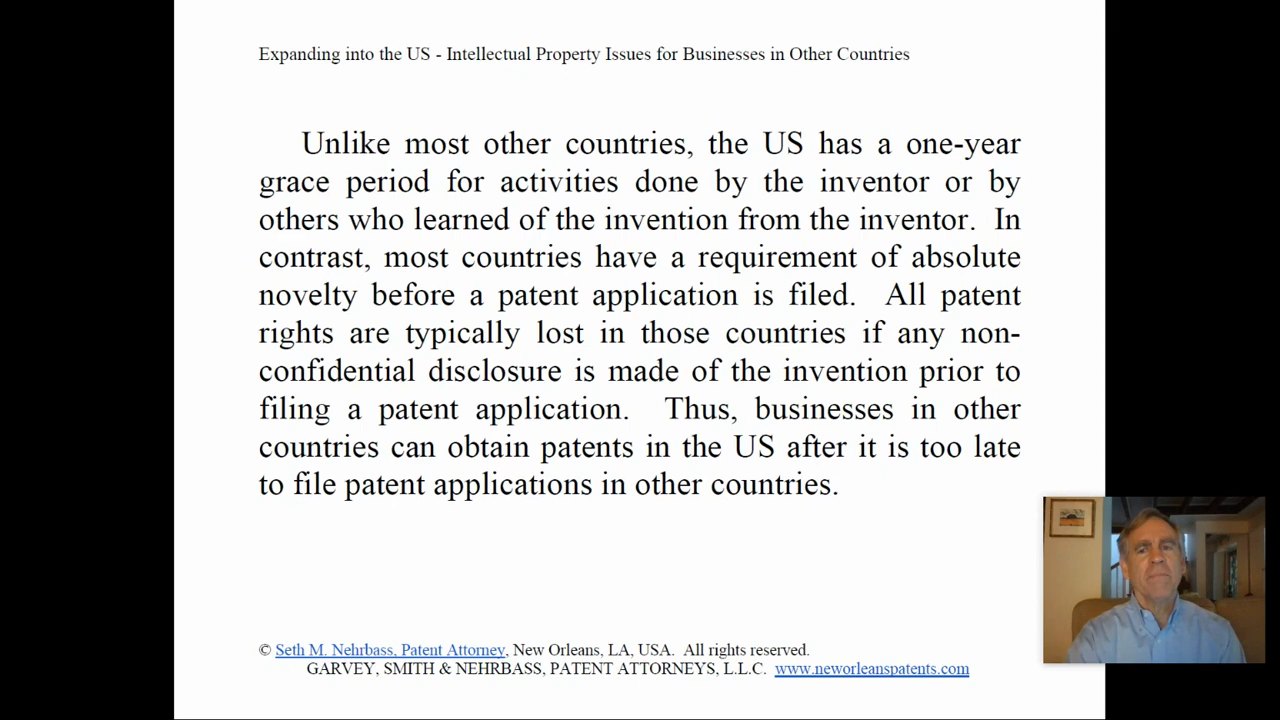 Expanding into the US - Intellectual Property Issues for Businesses in Other Countries
Unlike most other countries, the US has a one-year
grace period for activities done by the inventor or by
others who learned of the invention from the inventor. In
contrast, most countries have a requirement of absolute
novelty before a patent application is filed. All patent
rights are typically lost in those countries if any non-
confidential disclosure is made of the invention prior to
filing a patent application. Thus, businesses in other
countries can obtain patents in the US after it is too late
to file patent applications in other countries.
© Seth M. Nehrbass, Patent Attorney, New Orleans, LA, USA. All rights reserved.
GARVEY, SMITH & NEHRBASS, PATENT ATTORNEYS, L.L.C. www.neworleanspatents.com